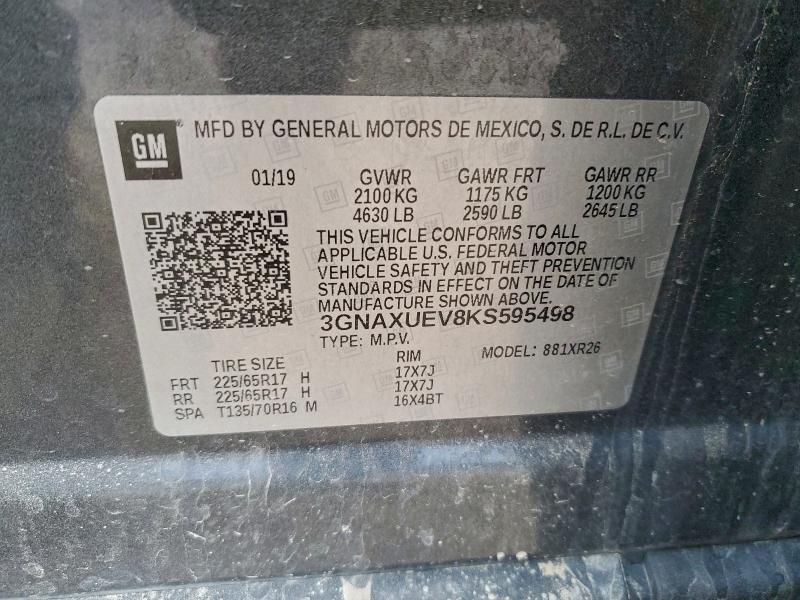 GM
MFD BY GENERAL MOTORS DE MEXICO, S. DE R.L. DE C.V.
01/19 GVWR GAWR FRT GAWR RR
2100 KG 1175 KG 1200 KG
4630 LB 2590 LB 2645 LB
THIS VEHICLE CONFORMS TO ALL
APPLICABLE U.S. FEDERAL MOTOR
VEHICLE SAFETY AND THEFT PREVENTION
STANDARDS IN EFFECT ON THE DATE OF
MANUFACTURE SHOWN ABOVE.
3GNAXUEV8KS595498
TYPE: M.P.V. MODEL: 881XR26
TIRE SIZE RIM
FRT 225/65R17 H 17X7J
RR 225/65R17 H 17X7J
SPA T135/70R16 M 16X4BT